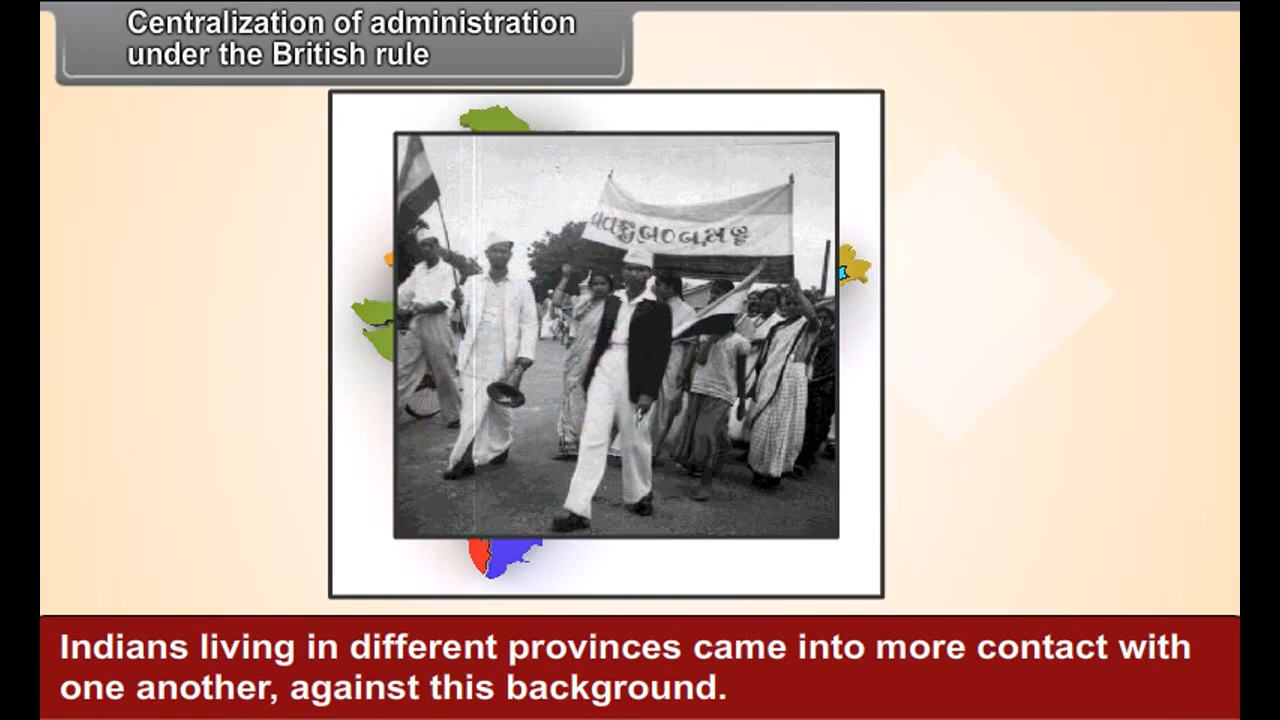 Centralization of administration
under the British rule
Indians living in different provinces came into more contact with
one another, against this background.